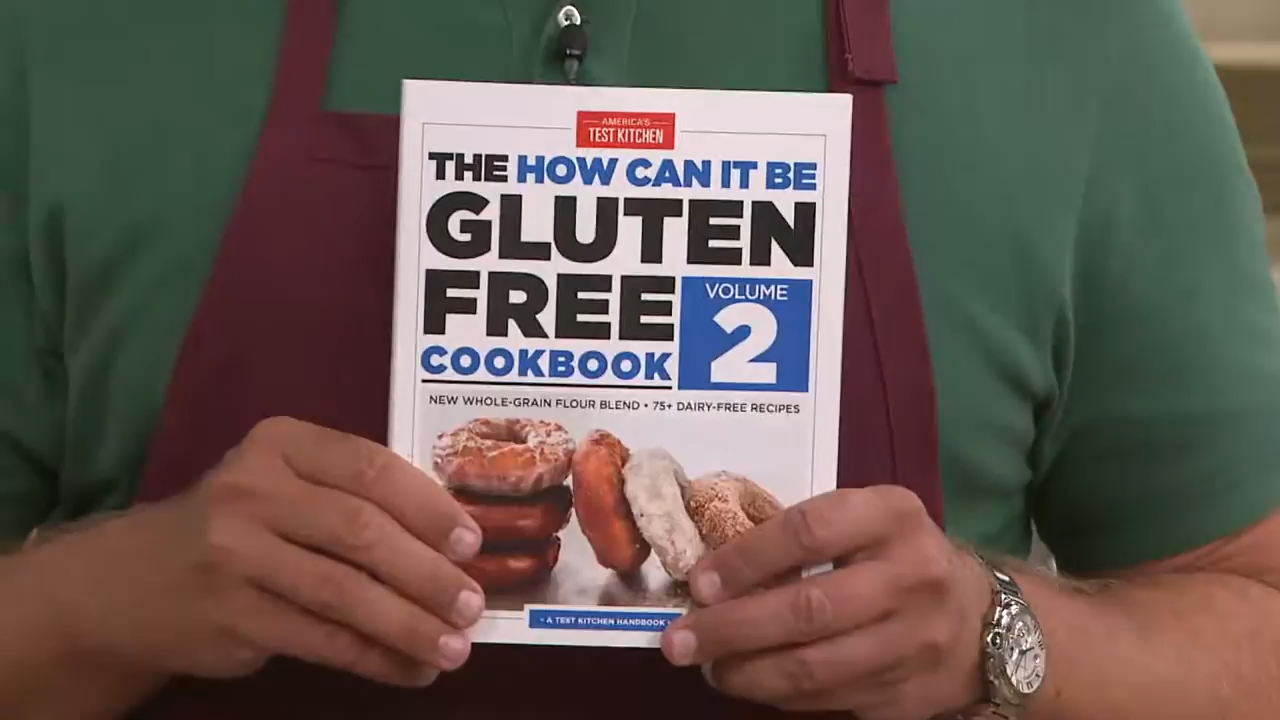 AMERICA'S
TEST KITCHEN
THE HOW CAN IT BE
GLUTEN
FREE
VOLUME
2
COOKBOOK
NEW WHOLE-GRAIN FLOUR BLEND • 75+ DAIRY-FREE RECIPES
• A TEST KITCHEN HANDBOOK •